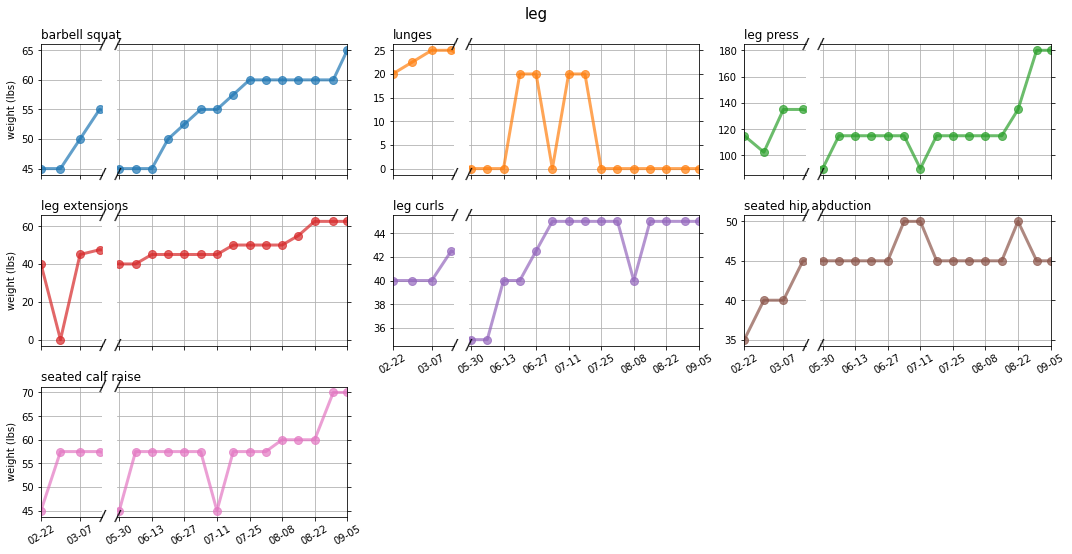 leg
barbell squat
lunges
leg press
weight (lbs)
65
60
55
50
45
25
20
15
10
5
0
180
160
140
120
100
leg extensions
leg curls
seated hip abduction
weight (lbs)
60
40
20
0
44
42
40
38
36
50
45
40
35
02-22 03-07 05-30 06-13 06-27 07-11 07-25 08-08 08-22 09-05
02-22 03-07 05-30 06-13 06-27 07-11 07-25 08-08 08-22 09-05
seated calf raise
weight (lbs)
70
65
60
55
50
45
02-22 03-07 05-30 06-13 06-27 07-11 07-25 08-08 08-22 09-05